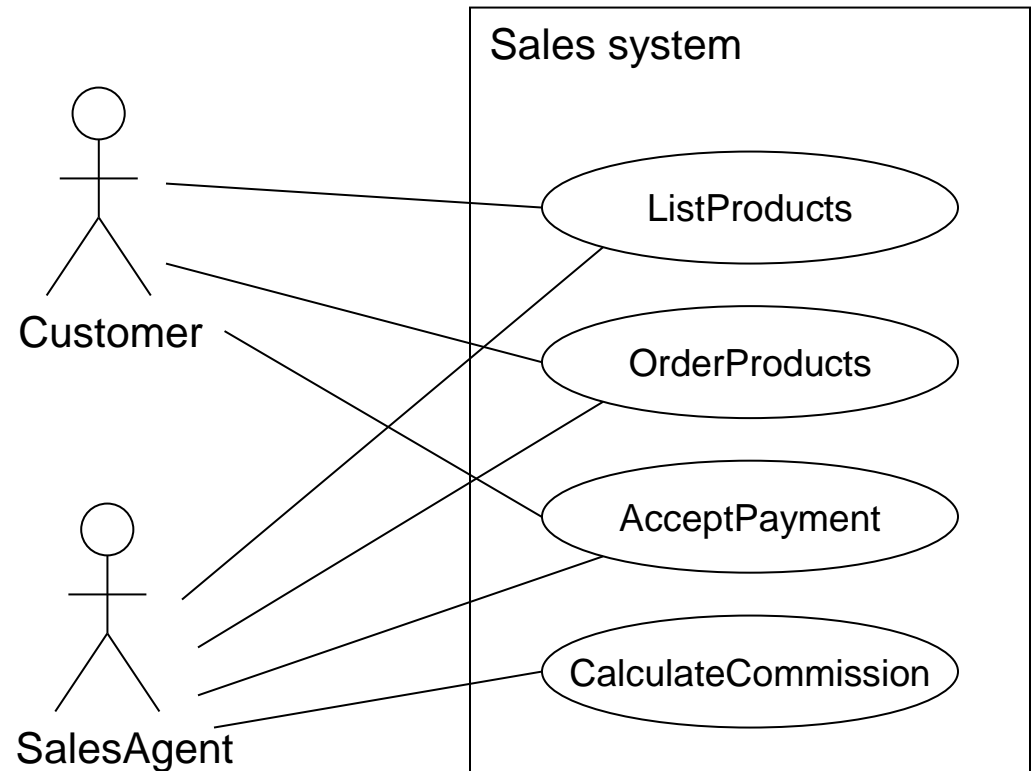 Sales system
ListProducts
Customer
OrderProducts
AcceptPayment
CalculateCommission
SalesAgent